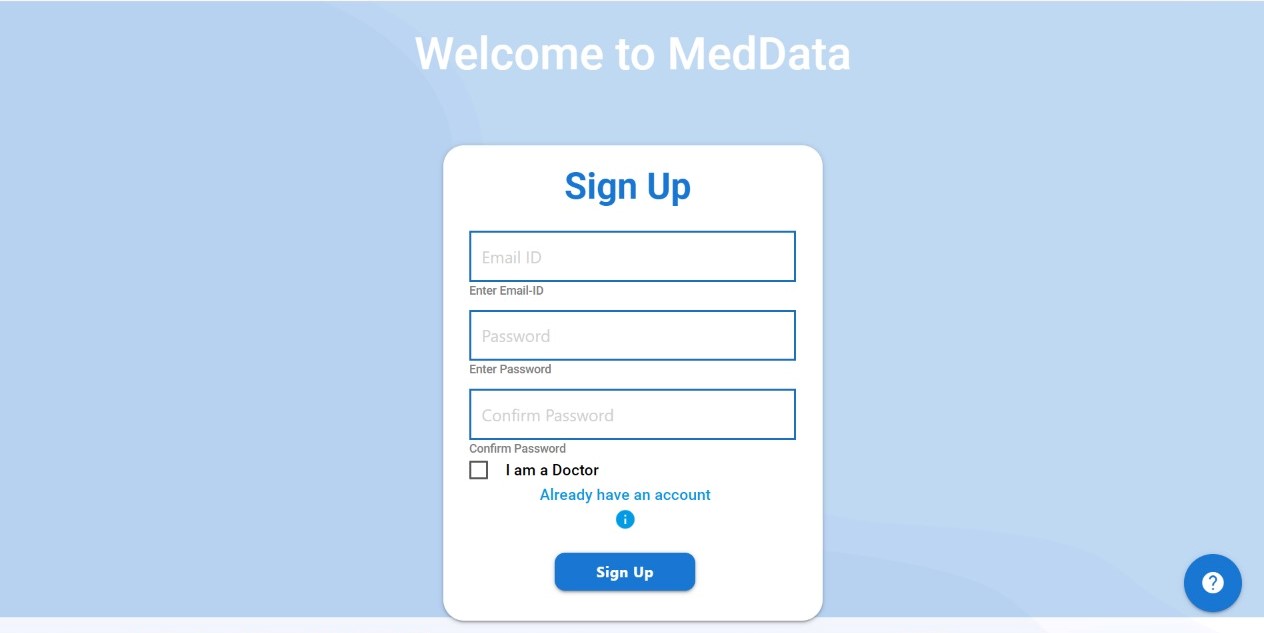 Welcome to MedData
Sign Up
Email ID
Enter Email-ID
Password
Enter Password
Confirm Password
Confirm Password
I am a Doctor
Already have an account
i
Sign Up
?